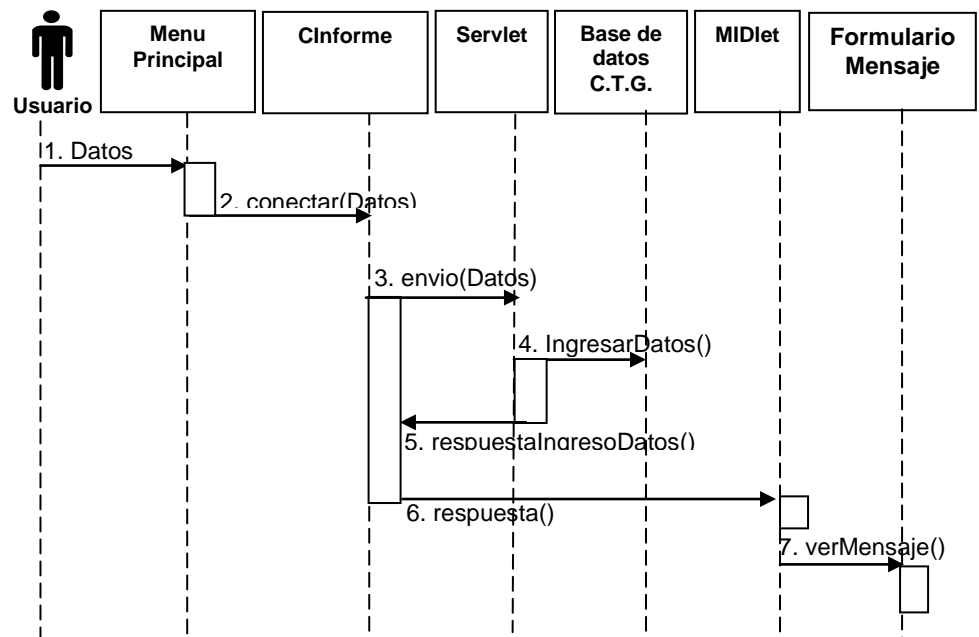 Usuario
Menu
Principal
CInforme
Servlet
Base de
datos
C.T.G.
MIDlet
Formulario
Mensaje
1. Datos
2. conectar(Datos)
3. envio(Datos)
4. IngresarDatos()
5. respuestaIngresoDatos()
6. respuesta()
7. verMensaje()